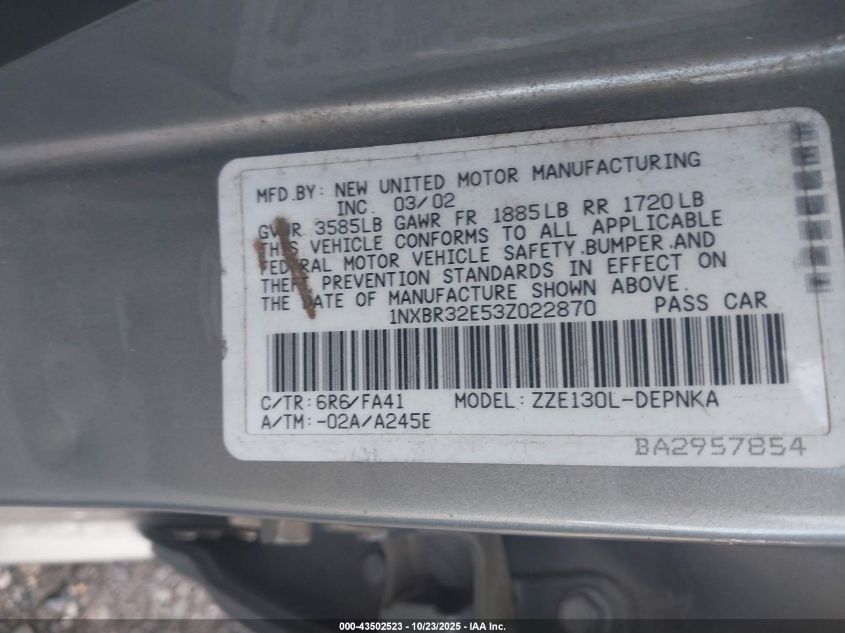 MFD.BY: NEW UNITED MOTOR MANUFACTURING
INC. 03/02
GVWR 3585LB GAWR FR 1885LB RR 1720LB
THIS VEHICLE CONFORMS TO ALL APPLICABLE
FEDERAL MOTOR VEHICLE SAFETY,BUMPER,AND
THEFT PREVENTION STANDARDS IN EFFECT ON
THE DATE OF MANUFACTURE SHOWN ABOVE.
1NXBR32E53Z022870 PASS CAR
C/TR: 6R6/FA41 MODEL: ZZE130L-DEPNKA
A/TM: -02A/A245E
BA2957854
000-43502523 - 10/23/2025 - IAA Inc.